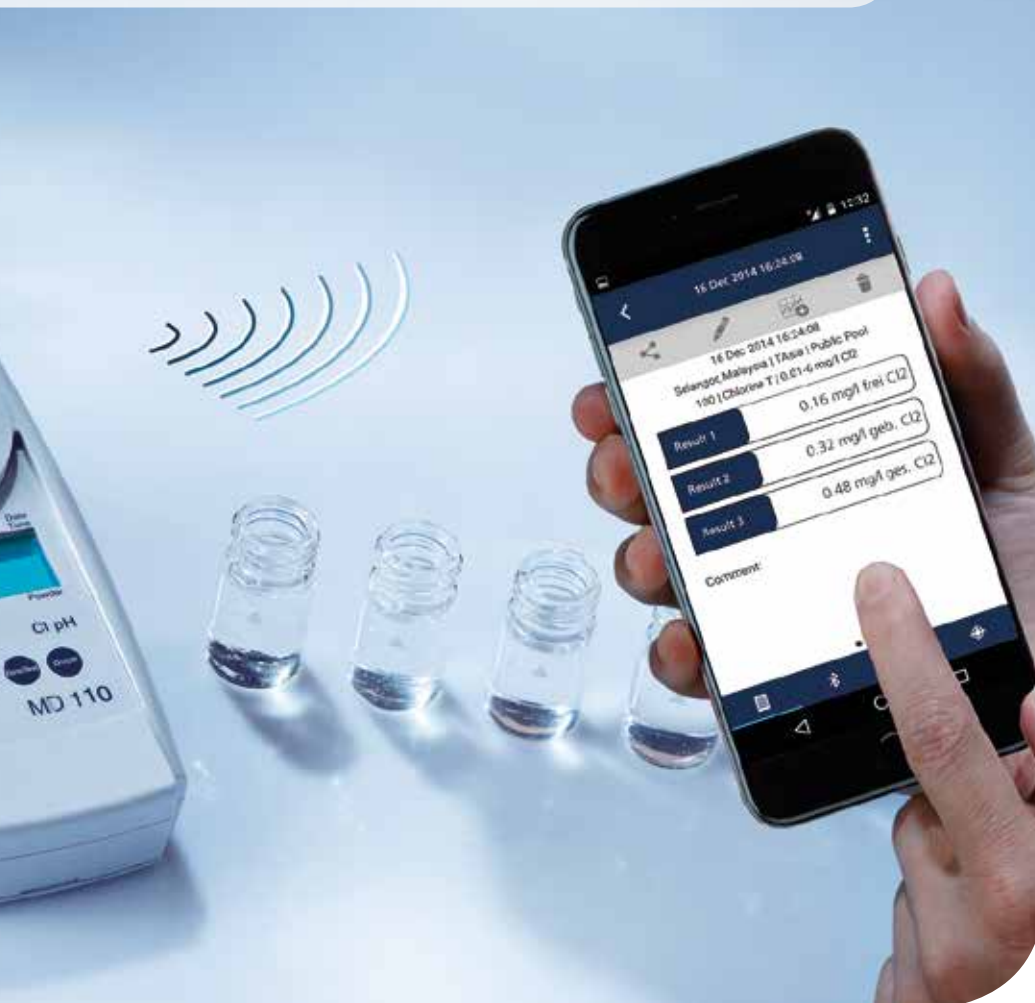 12:32
16 Dec 2014 16:24:08
16 Dec 2014 16:24:08
Selangor, Malaysia | TAsia | Public Pool
100 | Chlorine T | 0.01-6 mg/l Cl2
Result 1
0.16 mg/l frei Cl2
Result 2
0.32 mg/l geb. Cl2
Result 3
0.48 mg/l ges. Cl2
Comment:
Date
Time
Cl pH
MD 110